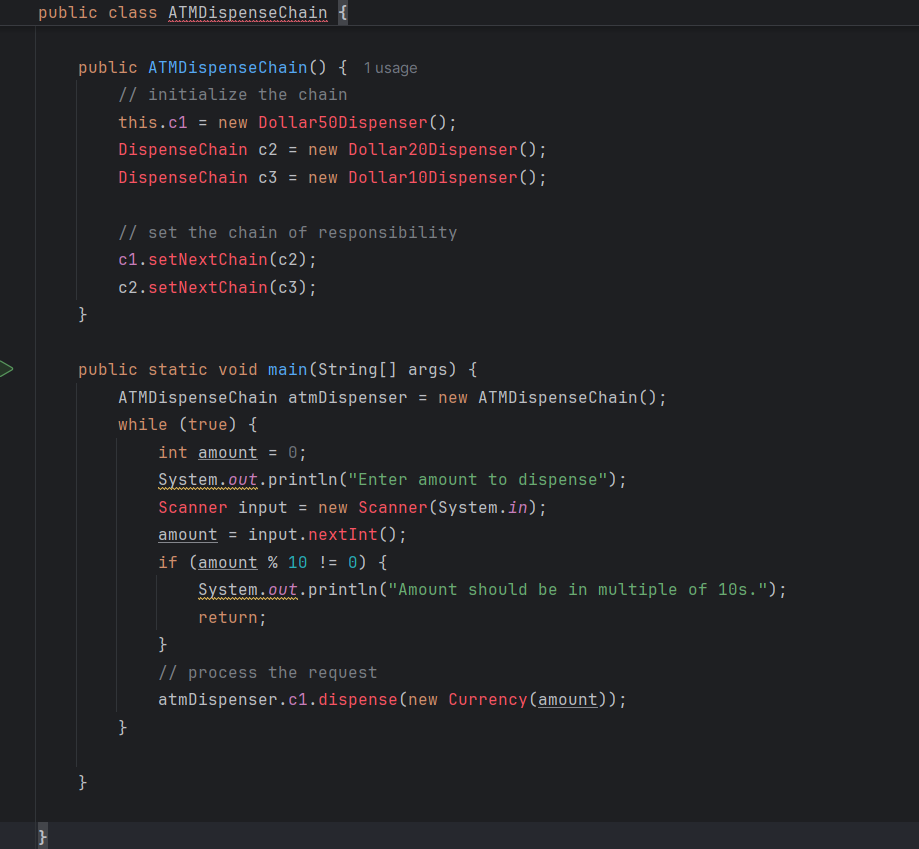 public class ATMDispenseChain {
public ATMDispenseChain() { 1 usage
// initialize the chain
this.c1 = new Dollar50Dispenser();
DispenseChain c2 = new Dollar20Dispenser();
DispenseChain c3 = new Dollar10Dispenser();
// set the chain of responsibility
c1.setNextChain(c2);
c2.setNextChain(c3);
}
public static void main(String[] args) {
ATMDispenseChain atmDispenser = new ATMDispenseChain();
while (true) {
int amount = 0;
System.out.println("Enter amount to dispense");
Scanner input = new Scanner(System.in);
amount = input.nextInt();
if (amount % 10 != 0) {
System.out.println("Amount should be in multiple of 10s.");
return;
}
// process the request
atmDispenser.c1.dispense(new Currency(amount));
}
}
}